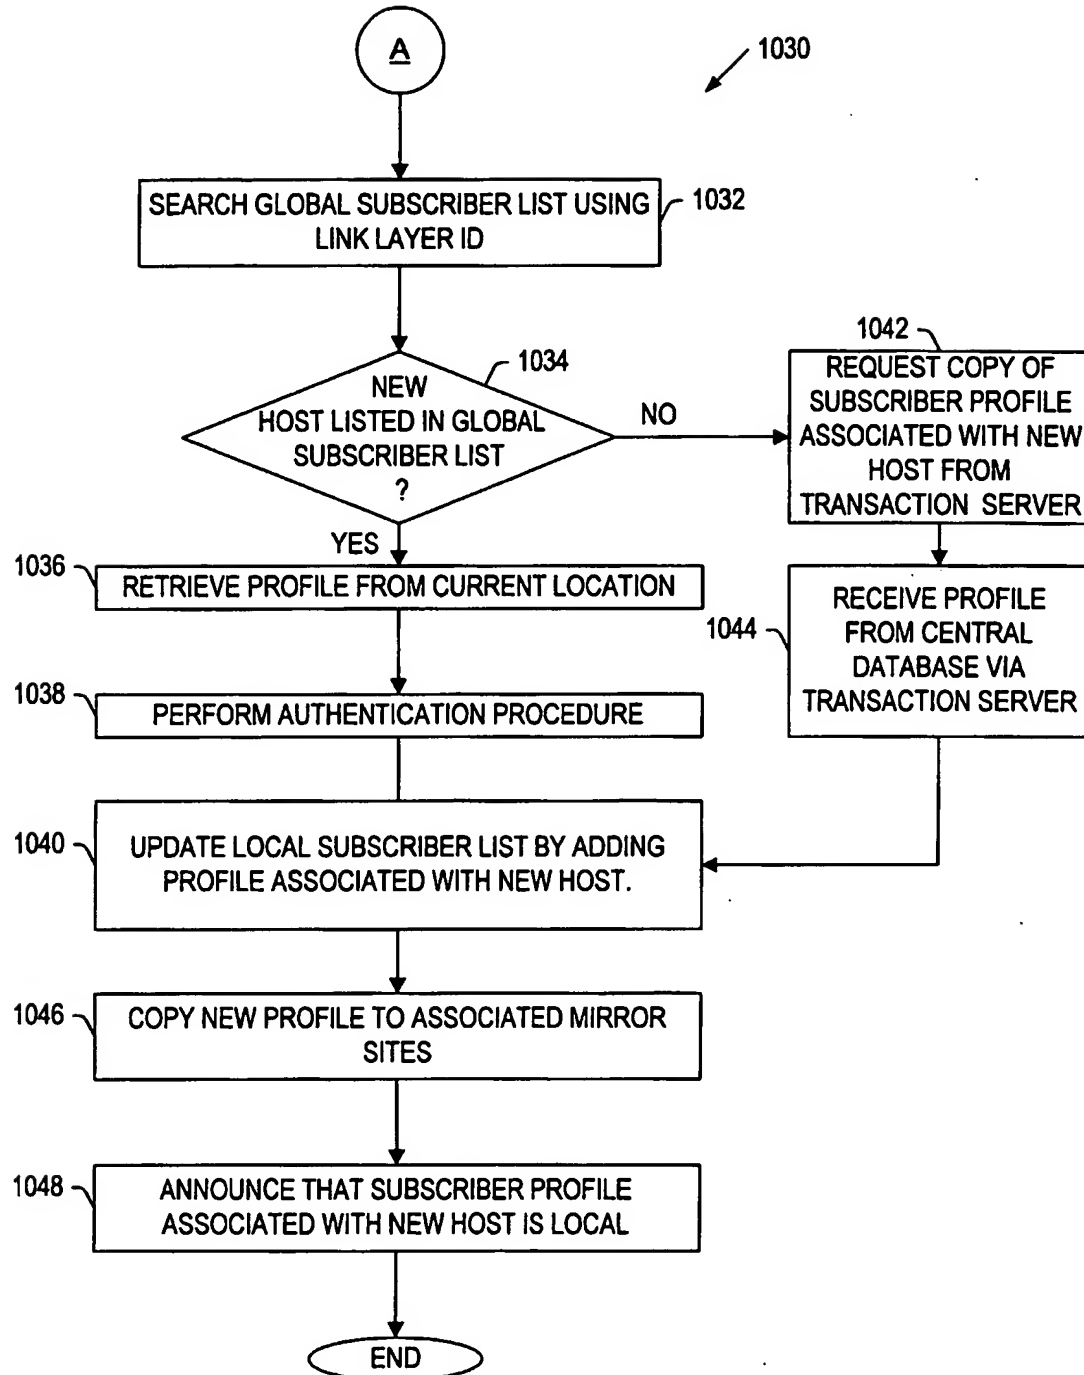 A
1030
SEARCH GLOBAL SUBSCRIBER LIST USING
LINK LAYER ID
1032
1034
NEW
HOST LISTED IN GLOBAL
SUBSCRIBER LIST
?
NO
YES
1042
REQUEST COPY OF
SUBSCRIBER PROFILE
ASSOCIATED WITH NEW
HOST FROM
TRANSACTION SERVER
1036
RETRIEVE PROFILE FROM CURRENT LOCATION
1044
RECEIVE PROFILE
FROM CENTRAL
DATABASE VIA
TRANSACTION SERVER
1038
PERFORM AUTHENTICATION PROCEDURE
1040
UPDATE LOCAL SUBSCRIBER LIST BY ADDING
PROFILE ASSOCIATED WITH NEW HOST.
1046
COPY NEW PROFILE TO ASSOCIATED MIRROR
SITES
1048
ANNOUNCE THAT SUBSCRIBER PROFILE
ASSOCIATED WITH NEW HOST IS LOCAL
END